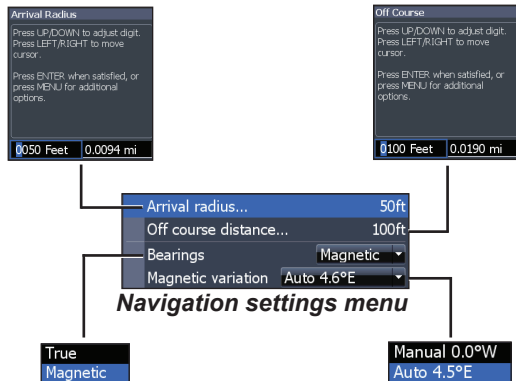 Arrival Radius
Press UP/DOWN to adjust digit.
Press LEFT/RIGHT to move
cursor.
Press ENTER when satisfied, or
press MENU for additional
options.
0050 Feet 0.0094 mi
Off Course
Press UP/DOWN to adjust digit.
Press LEFT/RIGHT to move
cursor.
Press ENTER when satisfied, or
press MENU for additional
options.
0100 Feet 0.0190 mi
Arrival radius... 50ft
Off course distance... 100ft
Bearings Magnetic
Magnetic variation Auto 4.6°E
Navigation settings menu
True
Magnetic
Manual 0.0°W
Auto 4.5°E